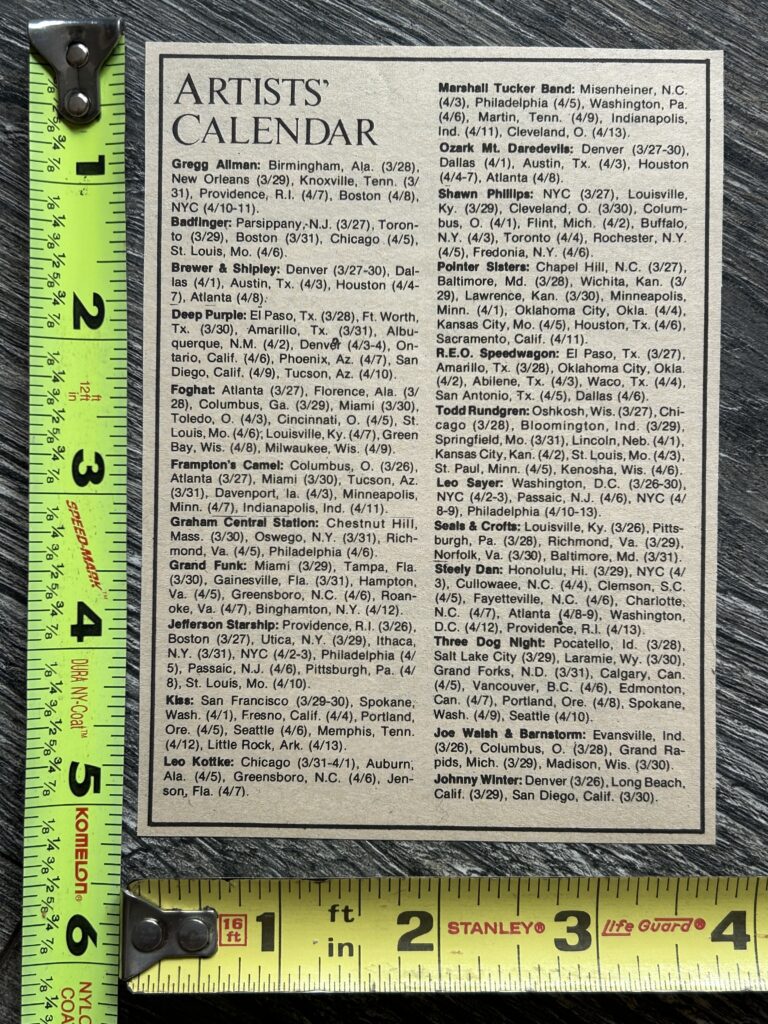 ARTISTS'
CALENDAR
Gregg Allman: Birmingham, Ala. (3/28),
New Orleans (3/29), Knoxville, Tenn. (3/
31), Providence, R.I. (4/7), Boston (4/8),
NYC (4/10-11).
Badfinger: Parsippany, N.J. (3/27), Toron-
to (3/29), Boston (3/31), Chicago (4/5),
St. Louis, Mo. (4/6).
Brewer & Shipley: Denver (3/27-30), Dal-
las (4/1), Austin, Tx. (4/3), Houston (4/4-
7), Atlanta (4/8).
Deep Purple: El Paso, Tx. (3/28), Ft. Worth,
Tx. (3/30), Amarillo, Tx. (3/31), Albu-
querque, N.M. (4/2), Denver (4/3-4), On-
tario, Calif. (4/6), Phoenix, Az. (4/7), San
Diego, Calif. (4/9), Tucson, Az. (4/10).
Foghat: Atlanta (3/27), Florence, Ala. (3/
28), Columbus, Ga. (3/29), Miami (3/30),
Toledo, O. (4/3), Cincinnati, O. (4/5), St.
Louis, Mo. (4/6), Louisville, Ky. (4/7), Green
Bay, Wis. (4/8), Milwaukee, Wis. (4/9).
Frampton's Camel: Columbus, O. (3/26),
Atlanta (3/27), Miami (3/30), Tucson, Az.
(3/31), Davenport, Ia. (4/3), Minneapolis,
Minn. (4/7), Indianapolis, Ind. (4/11).
Graham Central Station: Chestnut Hill,
Mass. (3/30), Oswego, N.Y. (3/31), Rich-
mond, Va. (4/5), Philadelphia (4/6).
Grand Funk: Miami (3/29), Tampa, Fla.
(3/30), Gainesville, Fla. (3/31), Hampton,
Va. (4/5), Greensboro, N.C. (4/6), Roan-
oke, Va. (4/7), Binghamton, N.Y. (4/12).
Jefferson Starship: Providence, R.I. (3/26),
Boston (3/27), Utica, N.Y. (3/29), Ithaca,
N.Y. (3/31), NYC (4/2-3), Philadelphia (4/
5), Passaic, N.J. (4/6), Pittsburgh, Pa. (4/
8), St. Louis, Mo. (4/10).
Kiss: San Francisco (3/29-30), Spokane,
Wash. (4/1), Fresno, Calif. (4/4), Portland,
Ore. (4/5), Seattle (4/6), Memphis, Tenn.
(4/12), Little Rock, Ark. (4/13).
Leo Kottke: Chicago (3/31-4/1), Auburn,
Ala. (4/5), Greensboro, N.C. (4/6), Jen-
son, Fla. (4/7).
Marshall Tucker Band: Misenheiner, N.C.
(4/3), Philadelphia (4/5), Washington, Pa.
(4/6), Martin, Tenn. (4/9), Indianapolis,
Ind. (4/11), Cleveland, O. (4/13).
Ozark Mt. Daredevils: Denver (3/27-30),
Dallas (4/1), Austin, Tx. (4/3), Houston
(4/4-7), Atlanta (4/8).
Shawn Phillips: NYC (3/27), Louisville,
Ky. (3/29), Cleveland, O. (3/30), Colum-
bus, O. (4/1), Flint, Mich. (4/2), Buffalo,
N.Y. (4/3), Toronto (4/4), Rochester, N.Y.
(4/5), Fredonia, N.Y. (4/6).
Pointer Sisters: Chapel Hill, N.C. (3/27),
Baltimore, Md. (3/28), Wichita, Kan. (3/
29), Lawrence, Kan. (3/30), Minneapolis,
Minn. (4/1), Oklahoma City, Okla. (4/4),
Kansas City, Mo. (4/5), Houston, Tx. (4/6),
Sacramento, Calif. (4/11).
R.E.O. Speedwagon: El Paso, Tx. (3/27),
Amarillo, Tx. (3/28), Oklahoma City, Okla.
(4/2), Abilene, Tx. (4/3), Waco, Tx. (4/4),
San Antonio, Tx. (4/5), Dallas (4/6).
Todd Rundgren: Oshkosh, Wis. (3/27), Chi-
cago (3/28), Bloomington, Ind. (3/29),
Springfield, Mo. (3/31), Lincoln, Neb. (4/1),
Kansas City, Kan. (4/2), St. Louis, Mo. (4/3),
St. Paul, Minn. (4/5), Kenosha, Wis. (4/6).
Leo Sayer: Washington, D.C. (3/26-30),
NYC (4/2-3), Passaic, N.J. (4/6), NYC (4/
8-9), Philadelphia (4/10-13).
Seals & Crofts: Louisville, Ky. (3/26), Pitts-
burgh, Pa. (3/28), Richmond, Va. (3/29),
Norfolk, Va. (3/30), Baltimore, Md. (3/31).
Steely Dan: Honolulu, Hi. (3/29), NYC (4/
3), Cullowaee, N.C. (4/4), Clemson, S.C.
(4/5), Fayetteville, N.C. (4/6), Charlotte,
N.C. (4/7), Atlanta (4/8-9), Washington,
D.C. (4/12), Providence, R.I. (4/13).
Three Dog Night: Pocatello, Id. (3/28),
Salt Lake City (3/29), Laramie, Wy. (3/30),
Grand Forks, N.D. (3/31), Calgary, Can.
(4/5), Vancouver, B.C. (4/6), Edmonton,
Can. (4/7), Portland, Ore. (4/8), Spokane,
Wash. (4/9), Seattle (4/10).
Joe Walsh & Barnstorm: Evansville, Ind.
(3/26), Columbus, O. (3/28), Grand Ra-
pids, Mich. (3/29), Madison, Wis. (3/30).
Johnny Winter: Denver (3/26), Long Beach,
Calif. (3/29), San Diego, Calif. (3/30).
1 2 12ft 3 SPEED-MARK™ 4 DURA NY-Coat™ 5 KOMELON® 6
16 ft 1 ft in 2 STANLEY® 3 Life Guard® 4